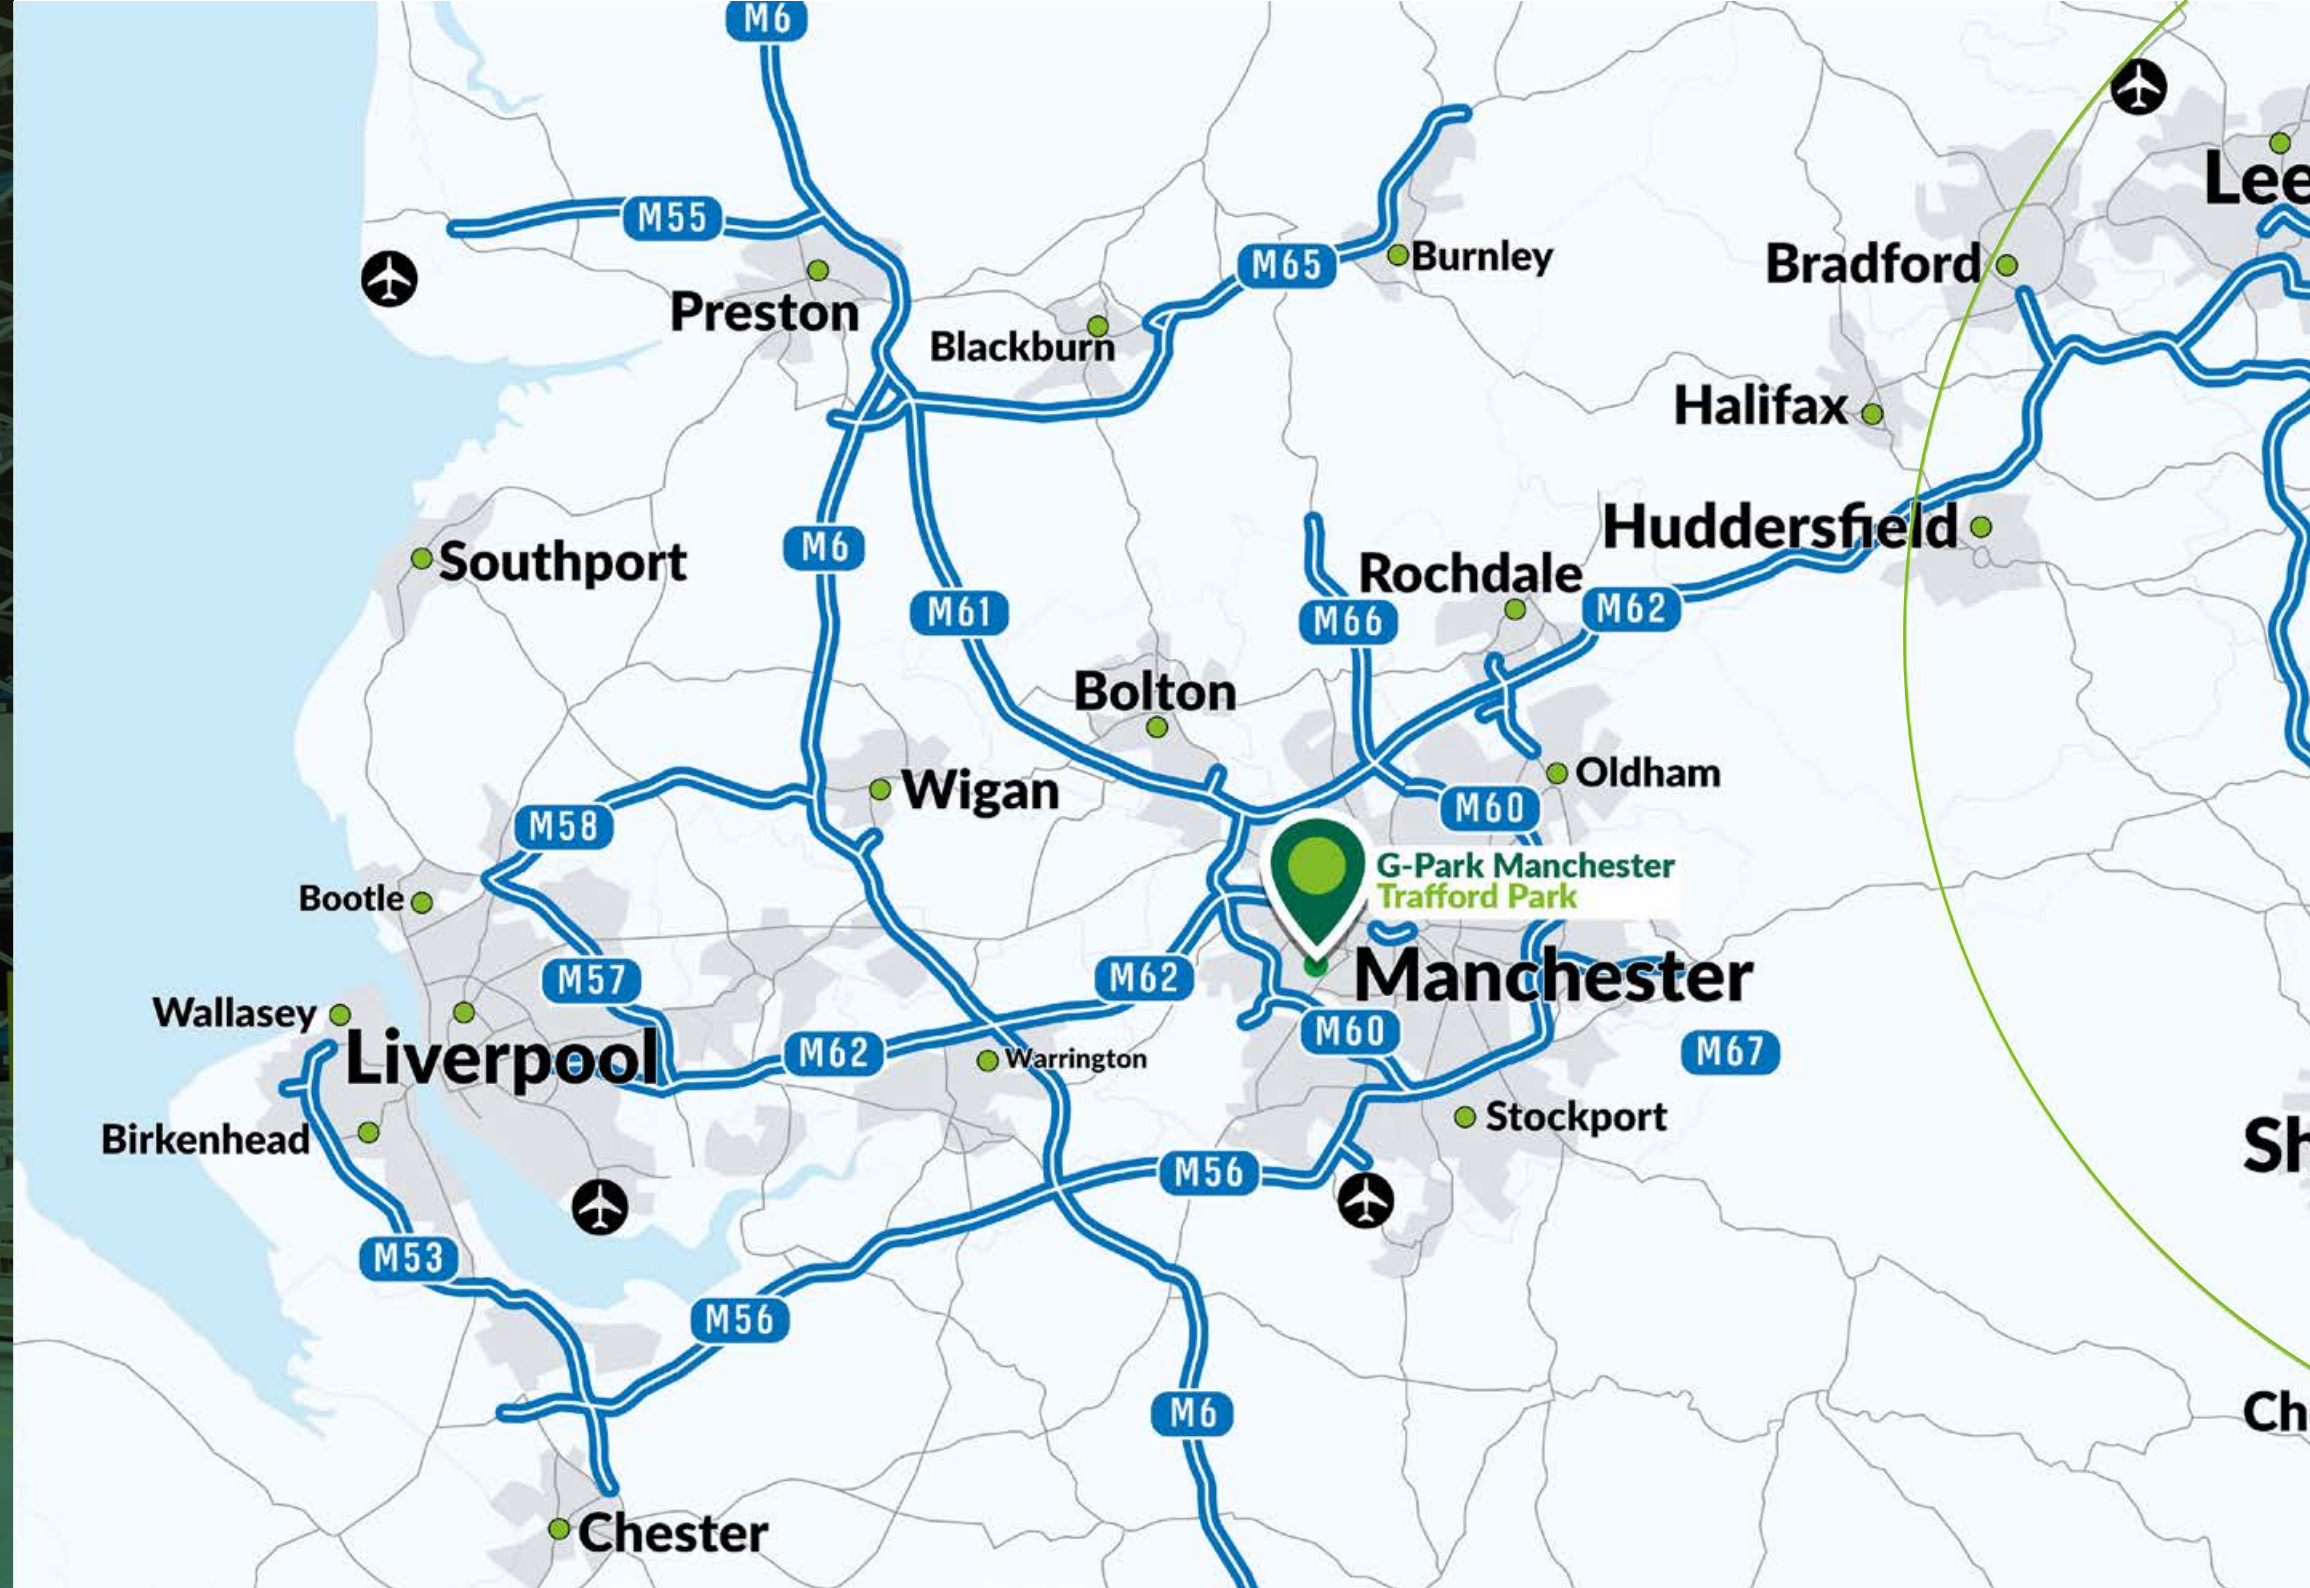 M6
M55
Burnley
M65
Bradford
Preston
Blackburn
Halifax
Huddersfield
M6
Southport
Rochdale
M62
M61
M66
Bolton
Oldham
Wigan
M60
M58
G-Park Manchester
Trafford Park
Bootle
M57
M62
Manchester
Wallasey
M60
Liverpool
M62
Warrington
M67
Stockport
Birkenhead
M56
M53
M56
M6
Chester